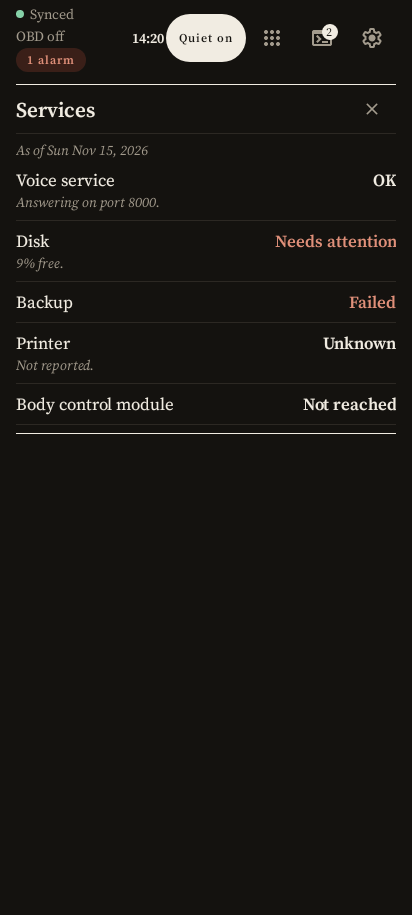 Synced
OBD off
1 alarm
14:20
Quiet on
2
Services
As of Sun Nov 15, 2026
Voice service OK
Answering on port 8000.
Disk Needs attention
9% free.
Backup Failed
Printer Unknown
Not reported.
Body control module Not reached